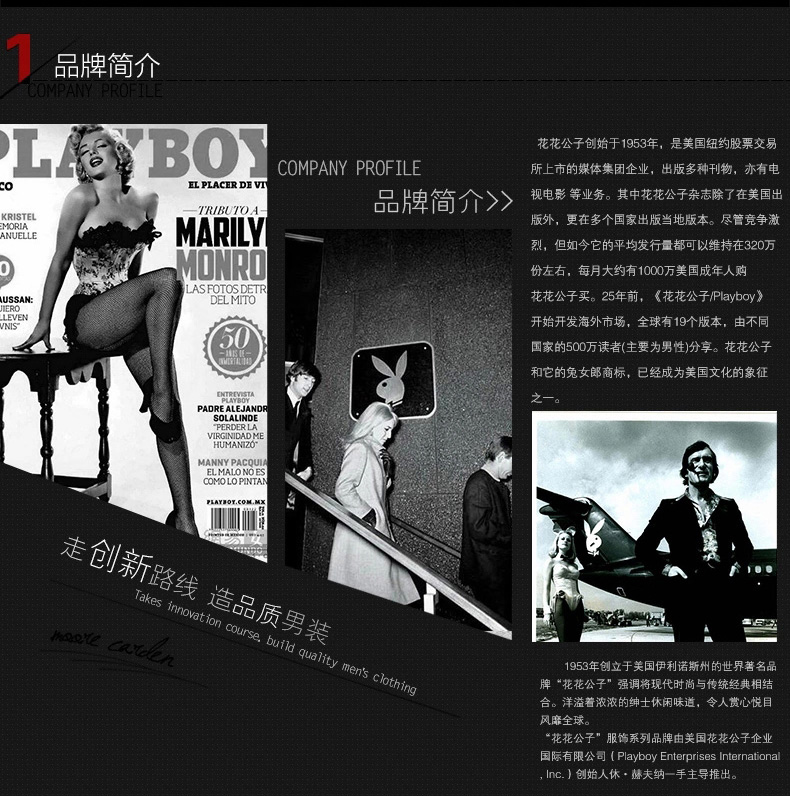 1
品牌简介
COMPANY PROFILE
PLAYBOY
CO
EL PLACER DE VIV
KRISTEL
EMORIA
ANUELLE
TRIBUTO A
MARILY
MONRO
LAS FOTOS DETR
DEL MITO
50
AÑOS DE
INMORTALIDAD
AUSSAN:
UIERO
LLEVEN
VNIS"
ENTREVISTA
PLAYBOY
PADRE ALEJANDR
SOLALINDE
"PERDER LA
VIRGINIDAD ME
HUMANIZÓ"
MANNY PACQUIA
EL MALO NO ES
COMO LO PINTAN
PLAYBOY.COM.MX
COMPANY PROFILE
品牌简介>>
花花公子创始于1953年，是美国纽约股票交易
所上市的媒体集团企业，出版多种刊物，亦有电
视电影 等业务。其中花花公子杂志除了在美国出
版外，更在多个国家出版当地版本。尽管竞争激
烈，但如今它的平均发行量都可以维持在320万
份左右，每月大约有1000万美国成年人购
花花公子买。25年前，《花花公子/Playboy》
开始开发海外市场，全球有19个版本，由不同
国家的500万读者(主要为男性)分享。花花公子
和它的兔女郎商标，已经成为美国文化的象征
之一。
走创新路线 造品质男装
Takes innovation course, build quality men's clothing
moore carden
1953年创立于美国伊利诺斯州的世界著名品
牌“花花公子”强调将现代时尚与传统经典相结
合。洋溢着浓浓的绅士休闲味道，令人赏心悦目
风靡全球。
“花花公子”服饰系列品牌由美国花花公子企业
国际有限公司（Playboy Enterprises International
, Inc.）创始人休·赫夫纳一手主导推出。